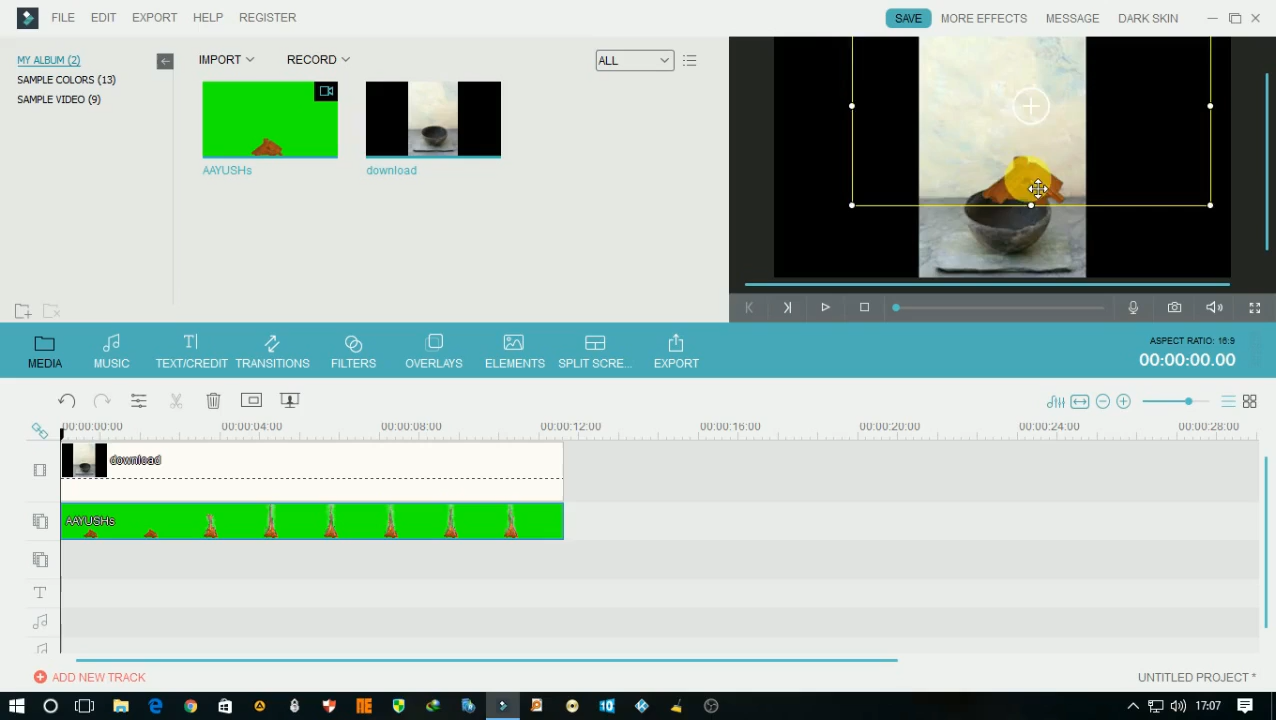 FILE EDIT EXPORT HELP REGISTER SAVE MORE EFFECTS MESSAGE DARK SKIN
MY ALBUM (2)
SAMPLE COLORS (13)
SAMPLE VIDEO (9)
IMPORT RECORD ALL
AAYUSHs download
MEDIA MUSIC TEXT/CREDIT TRANSITIONS FILTERS OVERLAYS ELEMENTS SPLIT SCRE... EXPORT
ASPECT RATIO: 16:9
00:00:00.00
00:00:00:00 00:00:04:00 00:00:08:00 00:00:12:00 00:00:16:00 00:00:20:00 00:00:24:00 00:00:28:00
download
AAYUSHs
T
ADD NEW TRACK UNTITLED PROJECT *
17:07